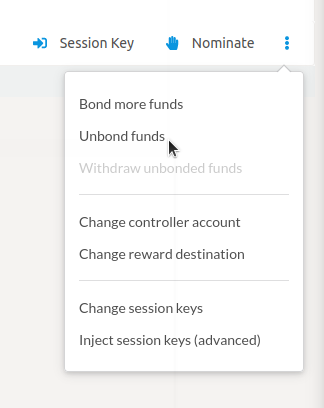 Session Key Nominate
Bond more funds
Unbond funds
Withdraw unbonded funds
Change controller account
Change reward destination
Change session keys
Inject session keys (advanced)